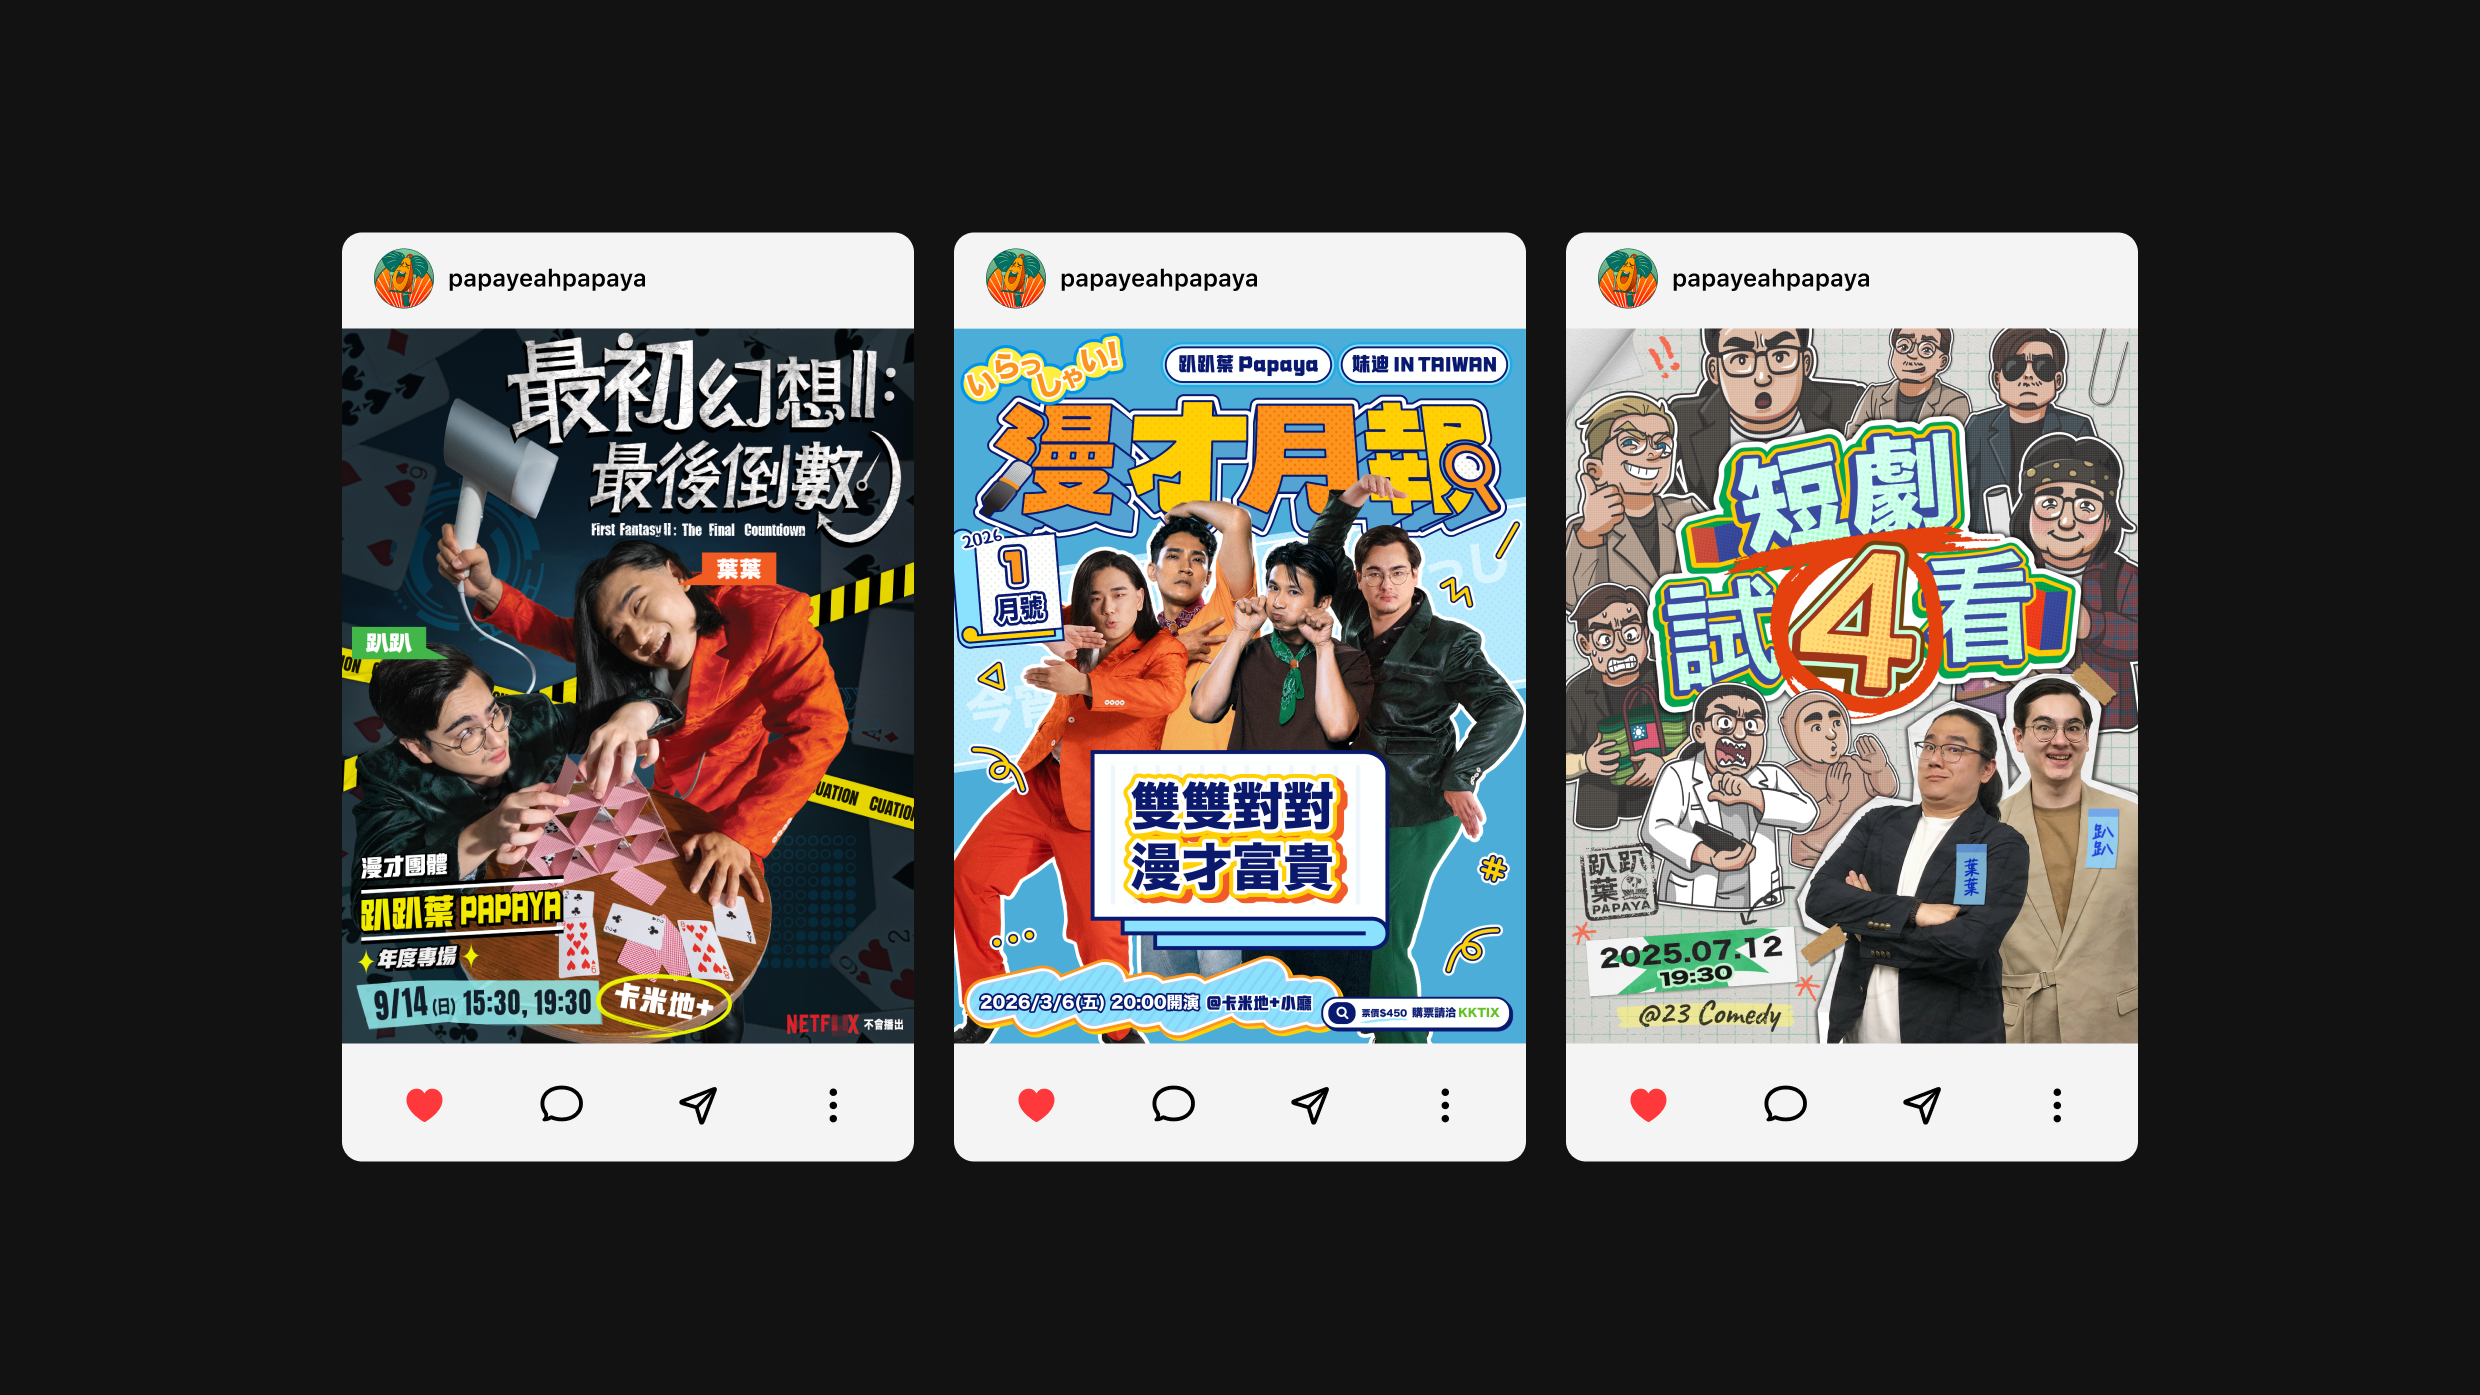 papayeahpapaya
最初幻想II：
最後倒數
First Fantasy II : The Final Countdown
葉葉
趴趴
CUATION CUATION
漫才團體
趴趴葉 PAPAYA
年度專場
9/14 (日) 15:30, 19:30
卡米地+
NETFLIX 不會播出
papayeahpapaya
いらっしゃい!
趴趴葉 Papaya
妹迪 IN TAIWAN
漫才月報
2026
1
月號
雙雙對對
漫才富貴
2026/3/6(五) 20:00開演 @卡米地+小廳
票價$450 購票請洽 KKTIX
papayeahpapaya
短劇
試4看
趴趴
葉葉
趴趴
葉
PAPAYA
2025.07.12
19:30
@23 Comedy